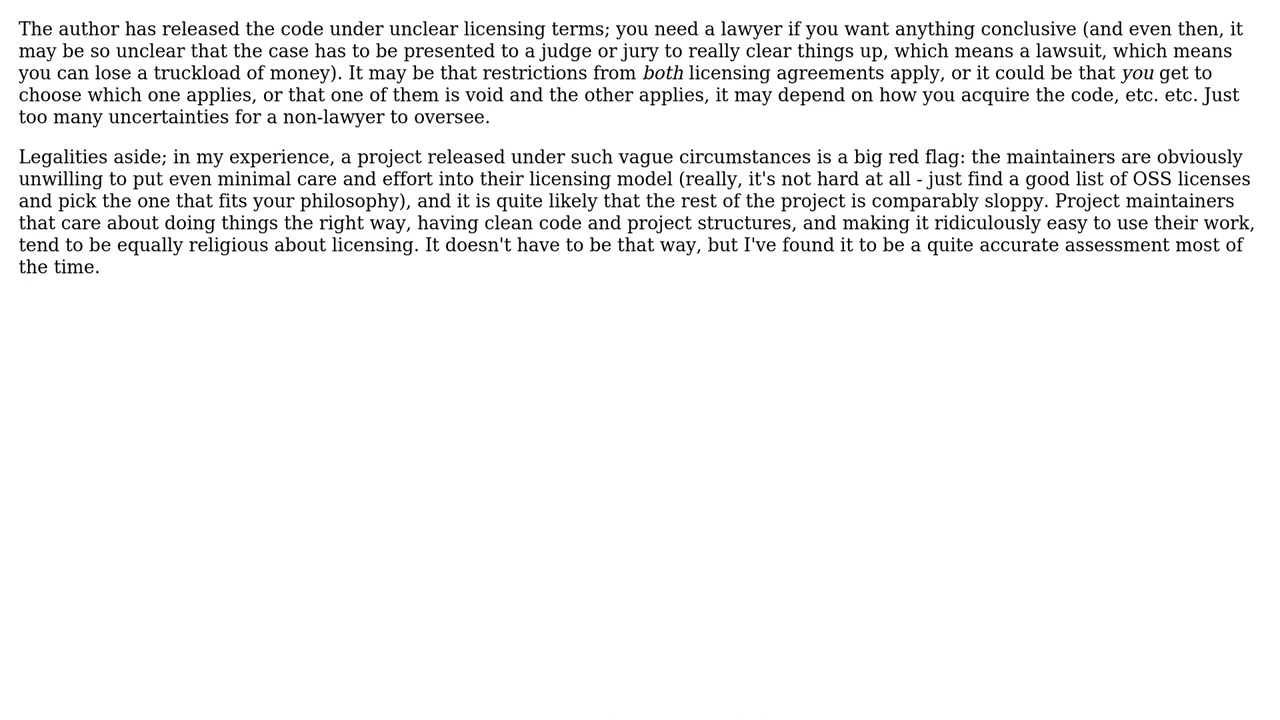 The author has released the code under unclear licensing terms; you need a lawyer if you want anything conclusive (and even then, it
may be so unclear that the case has to be presented to a judge or jury to really clear things up, which means a lawsuit, which means
you can lose a truckload of money). It may be that restrictions from both licensing agreements apply, or it could be that you get to
choose which one applies, or that one of them is void and the other applies, it may depend on how you acquire the code, etc. etc. Just
too many uncertainties for a non-lawyer to oversee.
Legalities aside; in my experience, a project released under such vague circumstances is a big red flag: the maintainers are obviously
unwilling to put even minimal care and effort into their licensing model (really, it's not hard at all - just find a good list of OSS licenses
and pick the one that fits your philosophy), and it is quite likely that the rest of the project is comparably sloppy. Project maintainers
that care about doing things the right way, having clean code and project structures, and making it ridiculously easy to use their work,
tend to be equally religious about licensing. It doesn't have to be that way, but I've found it to be a quite accurate assessment most of
the time.